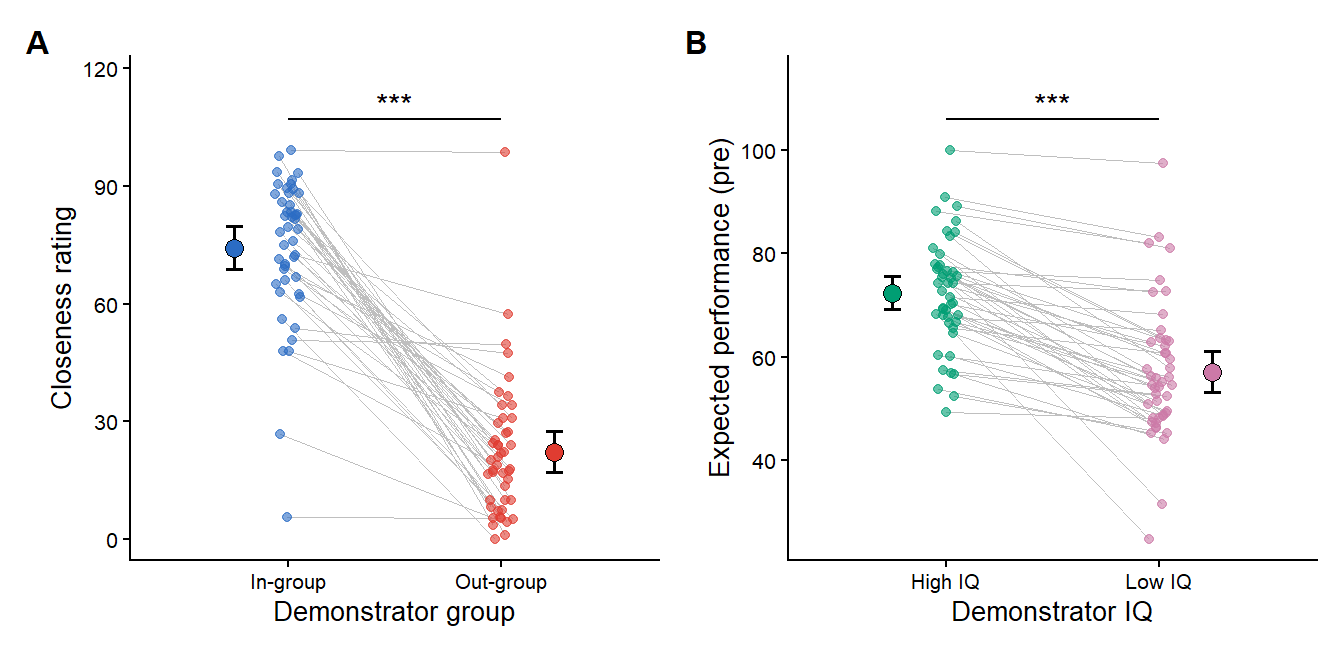 A
Closeness rating
120
90
60
30
0
***
In-group
Out-group
Demonstrator group
B
Expected performance (pre)
100
80
60
40
***
High IQ
Low IQ
Demonstrator IQ